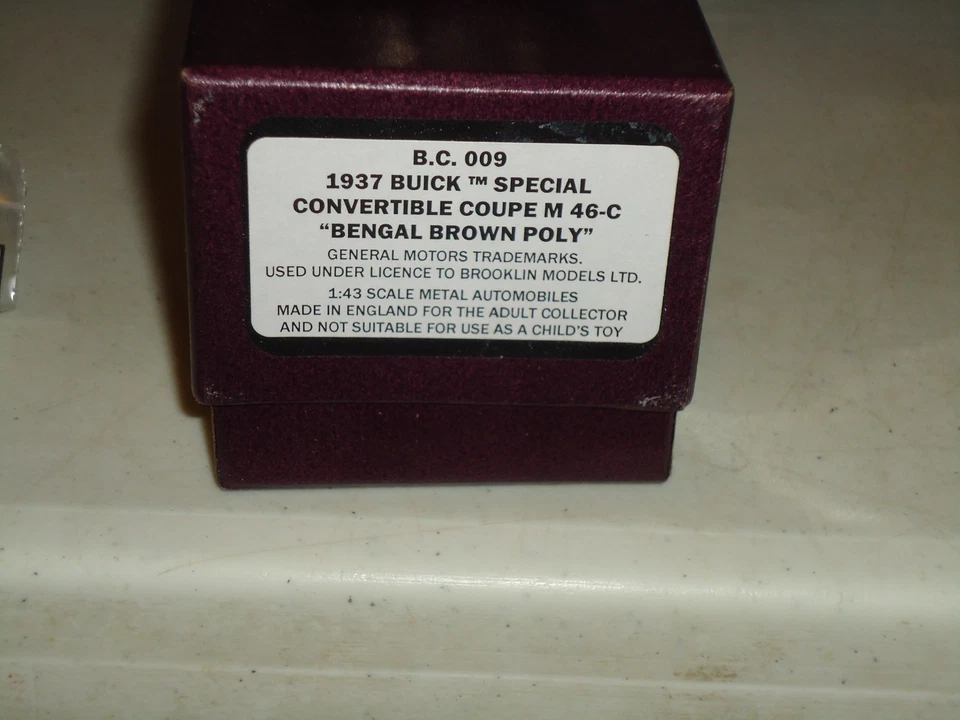 B.C. 009
1937 BUICK ™ SPECIAL
CONVERTIBLE COUPE M 46-C
“BENGAL BROWN POLY”
GENERAL MOTORS TRADEMARKS.
USED UNDER LICENCE TO BROOKLIN MODELS LTD.
1:43 SCALE METAL AUTOMOBILES
MADE IN ENGLAND FOR THE ADULT COLLECTOR
AND NOT SUITABLE FOR USE AS A CHILD’S TOY